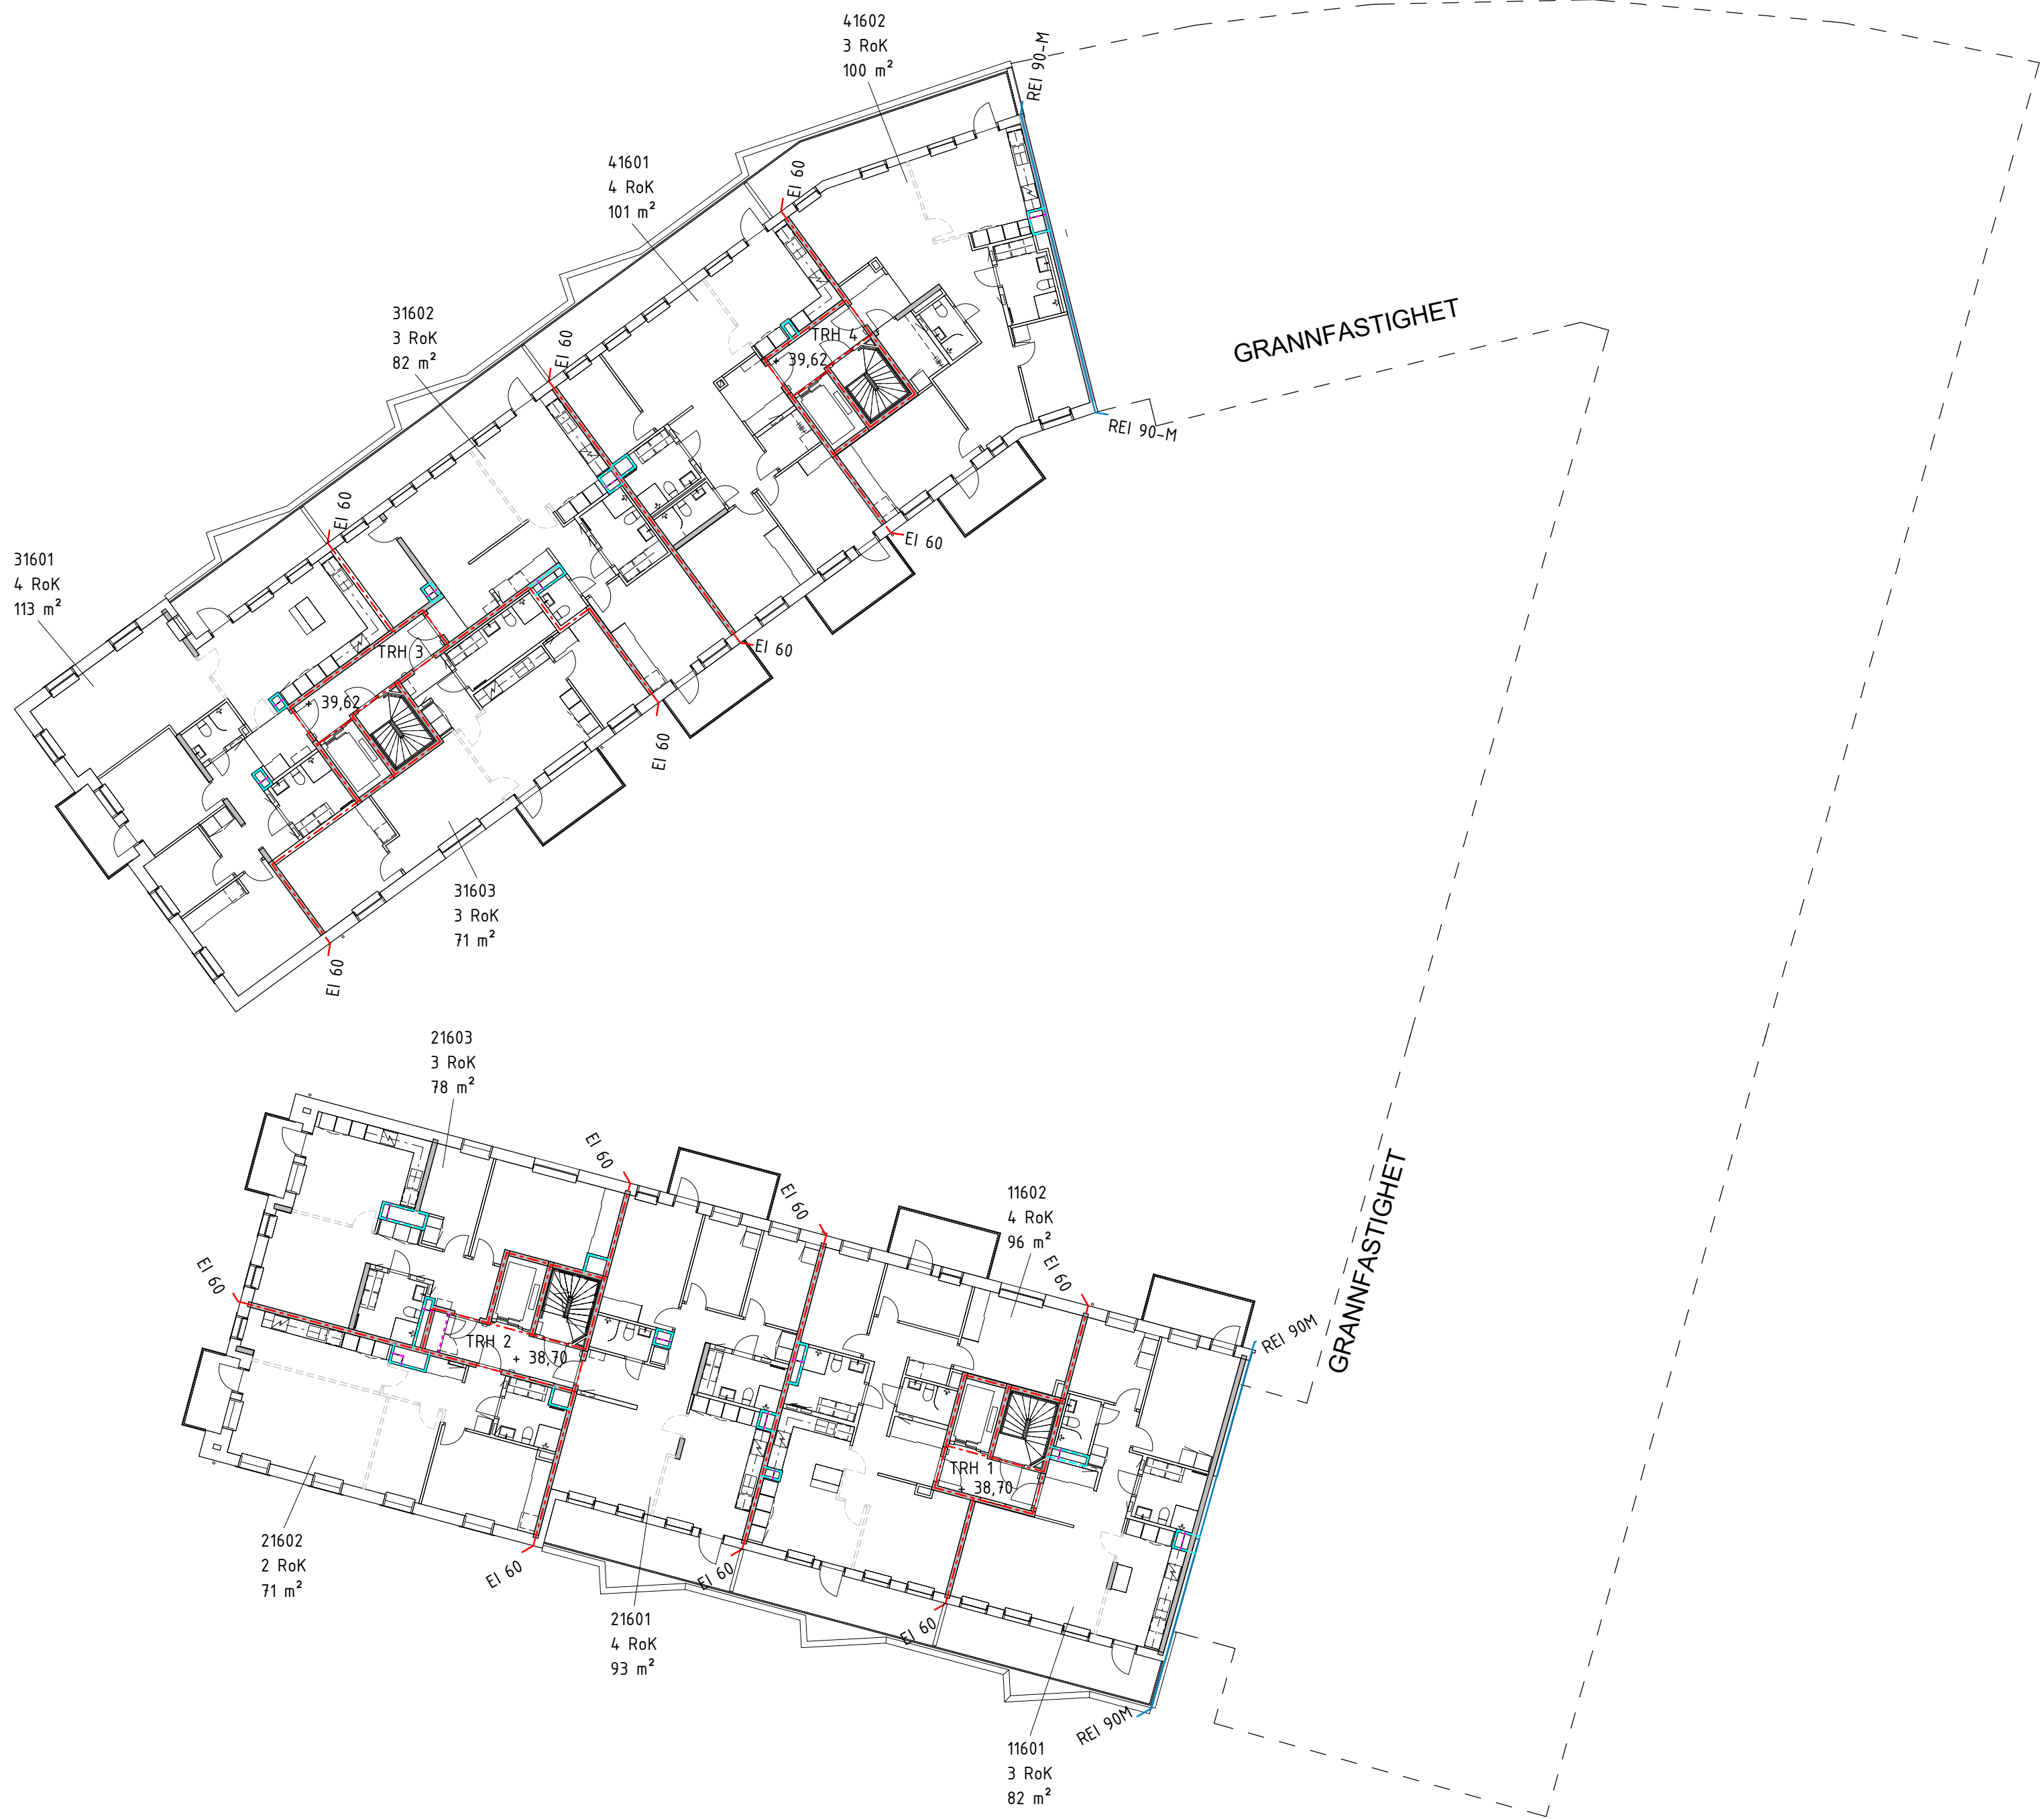 41602
3 RoK
100 m²
REI 90-M
41601
4 RoK
101 m²
EI 60
31602
3 RoK
82 m²
EI 60
TRH 4
+ 39,62
GRANNFASTIGHET
REI 90-M
EI 60
31601
4 RoK
113 m²
EI 60
TRH 3
+ 39,62
EI 60
EI 60
31603
3 RoK
71 m²
EI 60
21603
3 RoK
78 m²
EI 60
EI 60
11602
4 RoK
96 m²
EI 60
EI 60
GRANNFASTIGHET
REI 90M
TRH 2
+ 38,70
TRH 1
+ 38,70
21602
2 RoK
71 m²
EI 60
EI 60
EI 60
21601
4 RoK
93 m²
REI 90M
11601
3 RoK
82 m²